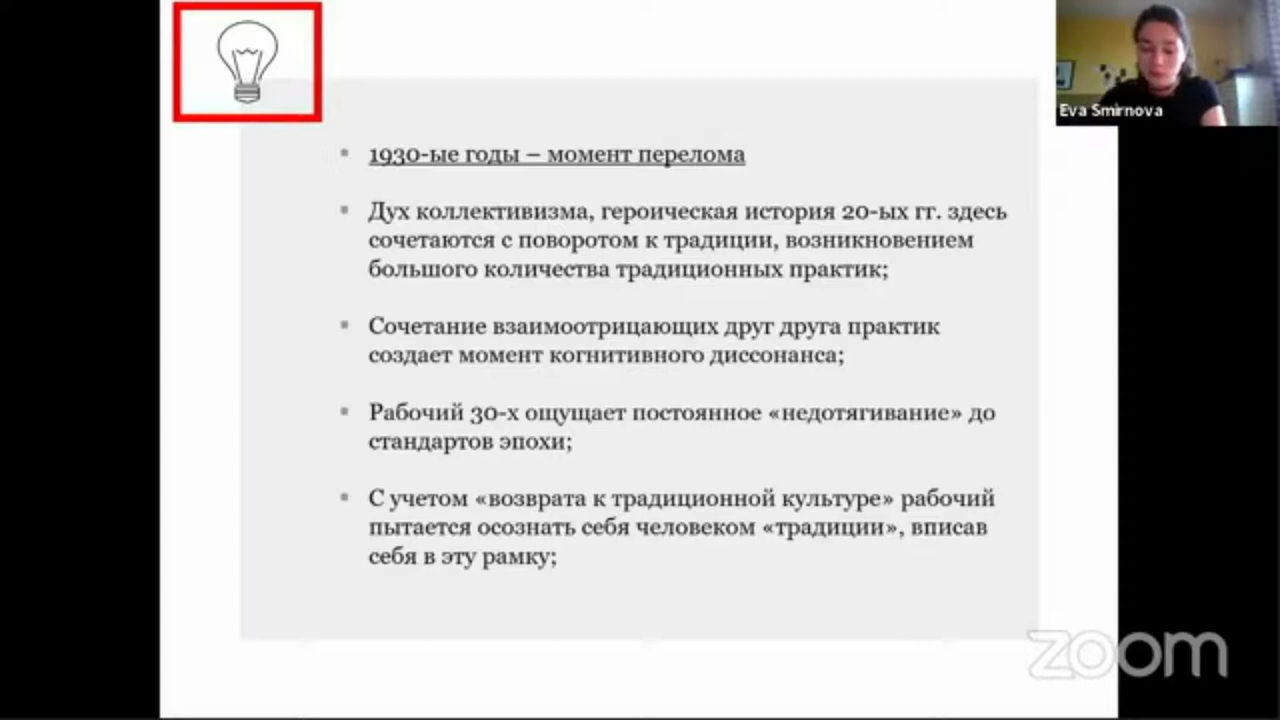 Eva Smirnova
1930-ые годы – момент перелома
Дух коллективизма, героическая история 20-ых гг. здесь
сочетаются с поворотом к традиции, возникновением
большого количества традиционных практик;
Сочетание взаимоотрицающих друг друга практик
создает момент когнитивного диссонанса;
Рабочий 30-х ощущает постоянное «недотягивание» до
стандартов эпохи;
С учетом «возврата к традиционной культуре» рабочий
пытается осознать себя человеком «традиции», вписав
себя в эту рамку;
zoom